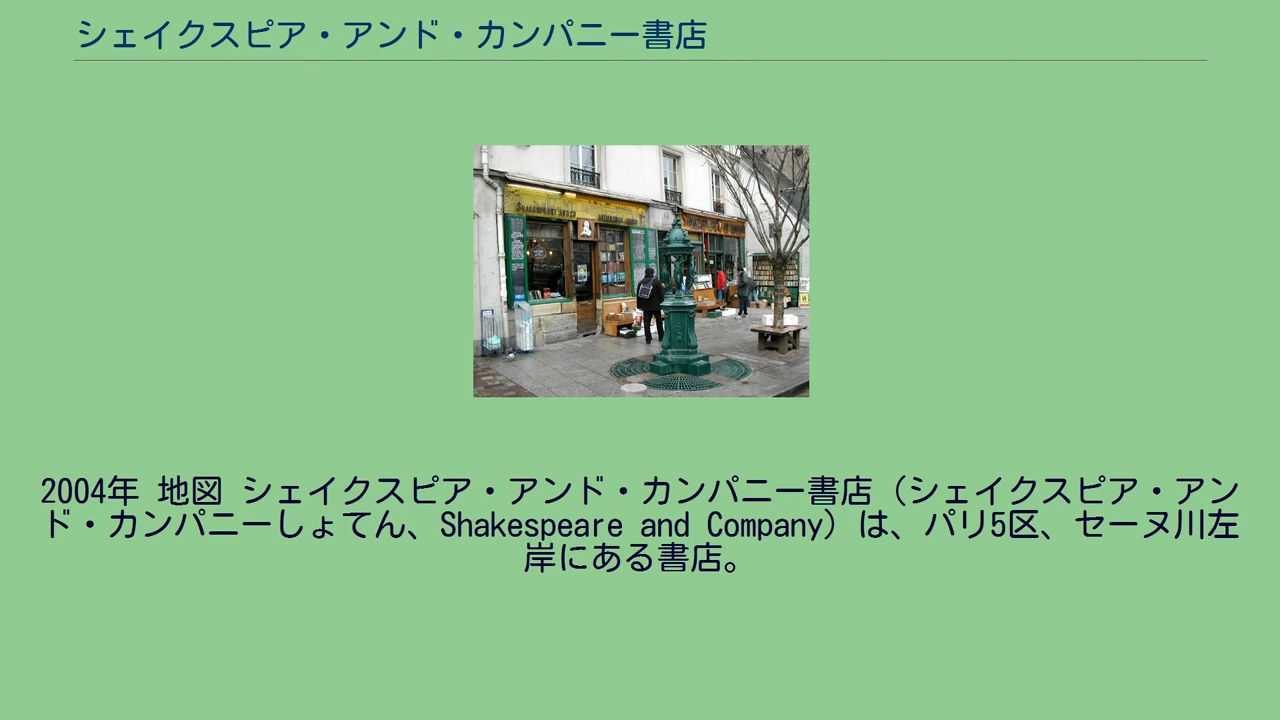 シェイクスピア・アンド・カンパニー書店
SHAKESPEARE AND CO
2004年 地図 シェイクスピア・アンド・カンパニー書店（シェイクスピア・アン
ド・カンパニーしょてん、Shakespeare and Company）は、パリ5区、セーヌ川左
岸にある書店。